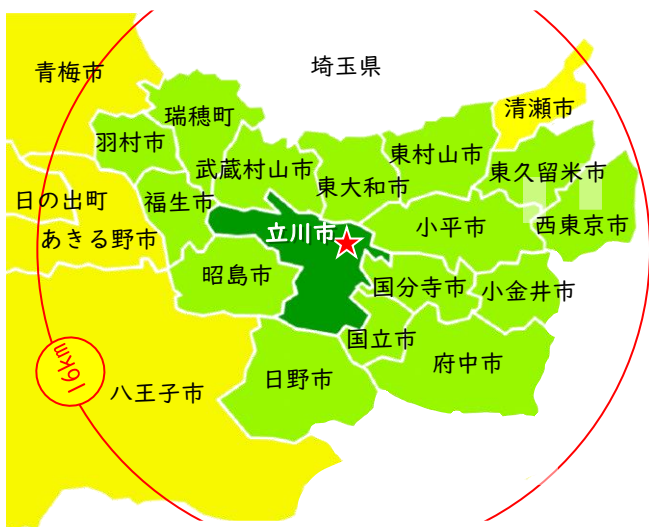 埼玉県
青梅市
清瀬市
瑞穂町
羽村市
武蔵村山市
東大和市
東村山市
東久留米市
日の出町
福生市
あきる野市
立川市
小平市
西東京市
昭島市
国分寺市
小金井市
国立市
府中市
16km
八王子市
日野市